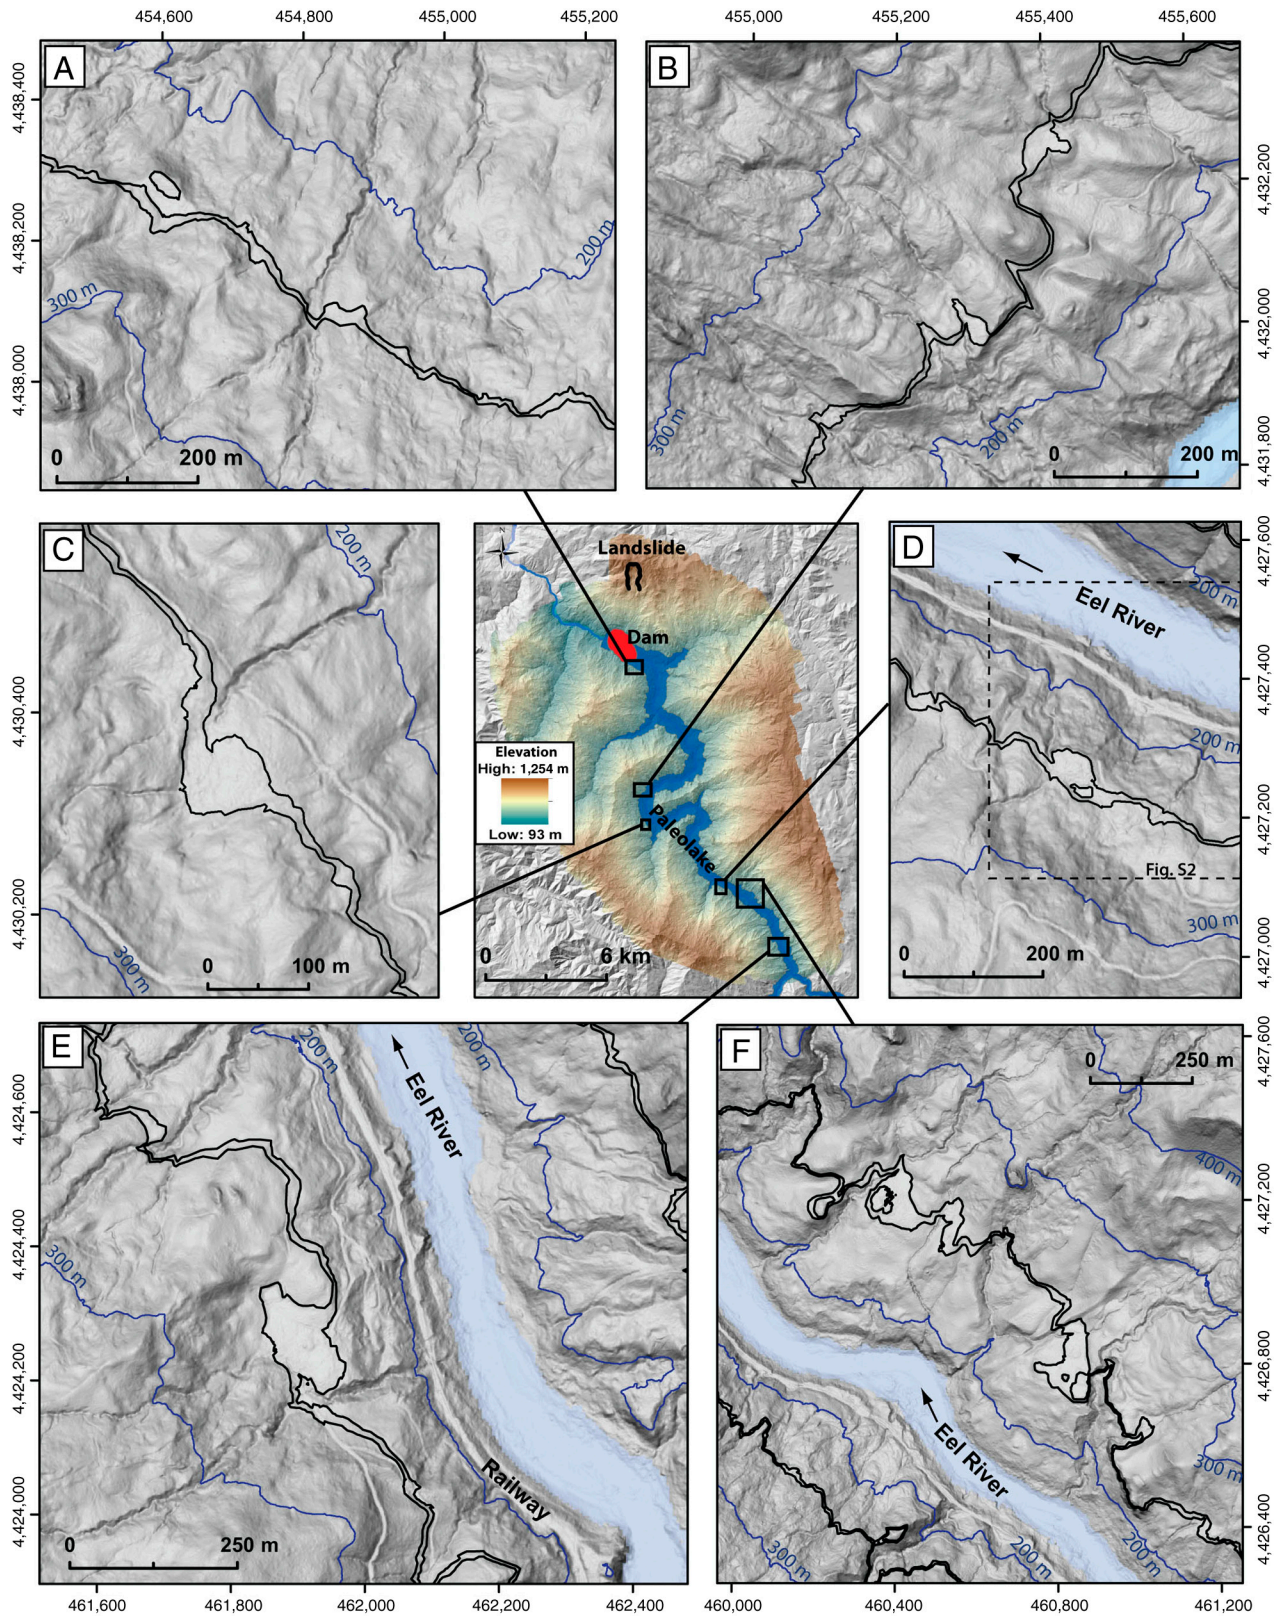 454,600 454,800 455,000 455,200
455,000 455,200 455,400 455,600
A
4,438,400
4,438,200
4,438,000
200 m
300 m
0 200 m
B
4,432,200
4,432,000
4,431,800
300 m
200 m
0 200 m
C
200 m
4,430,400
4,430,200
300 m
0 100 m
Landslide
Dam
Elevation
High: 1,254 m
Low: 93 m
Paleolake
0 6 km
D
4,427,600
4,427,400
4,427,200
4,427,000
200 m
Eel River
200 m
Fig. S2
300 m
0 200 m
E
200 m
200 m
Eel River
4,424,600
4,424,400
4,424,200
4,424,000
300 m
Railway
0 250 m
461,600 461,800 462,000 462,200 462,400
F
0 250 m
4,427,600
4,427,200
4,426,800
4,426,400
400 m
Eel River
300 m
300 m
200 m
200 m
460,000 460,400 460,800 461,200